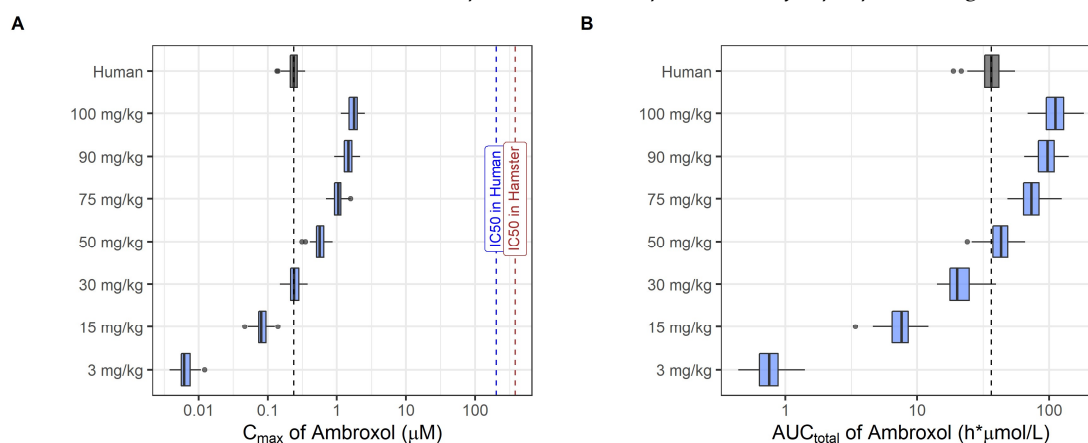 A
Human
100 mg/kg
90 mg/kg
75 mg/kg
50 mg/kg
30 mg/kg
15 mg/kg
3 mg/kg
IC50 in Human
IC50 in Hamster
0.01 0.1 1 10 100
Cmax of Ambroxol (μM)
B
Human
100 mg/kg
90 mg/kg
75 mg/kg
50 mg/kg
30 mg/kg
15 mg/kg
3 mg/kg
1 10 100
AUCtotal of Ambroxol (h*μmol/L)